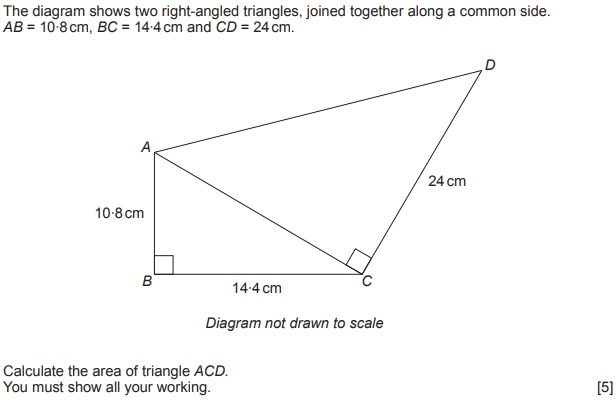 The diagram shows two right-angled triangles, joined together along a common side.
AB = 10·8 cm, BC = 14·4 cm and CD = 24 cm.
D
A
24 cm
10·8 cm
B
C
14·4 cm
Diagram not drawn to scale
Calculate the area of triangle ACD.
You must show all your working. [5]